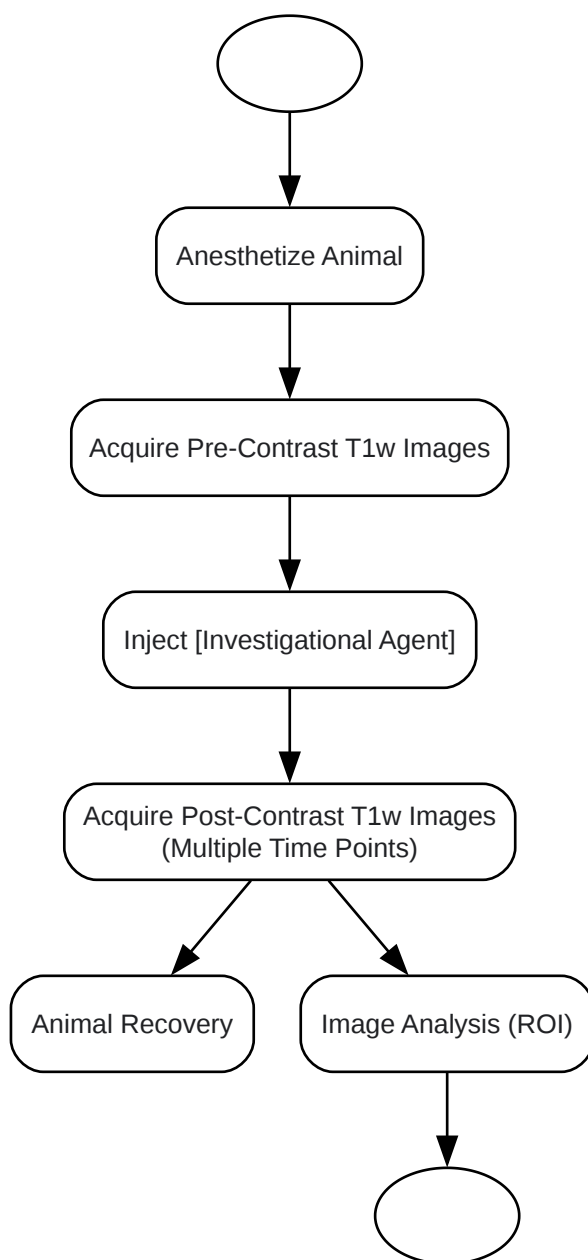 Anesthetize Animal
Acquire Pre-Contrast T1w Images
Inject [Investigational Agent]
Acquire Post-Contrast T1w Images
(Multiple Time Points)
Animal Recovery
Image Analysis (ROI)